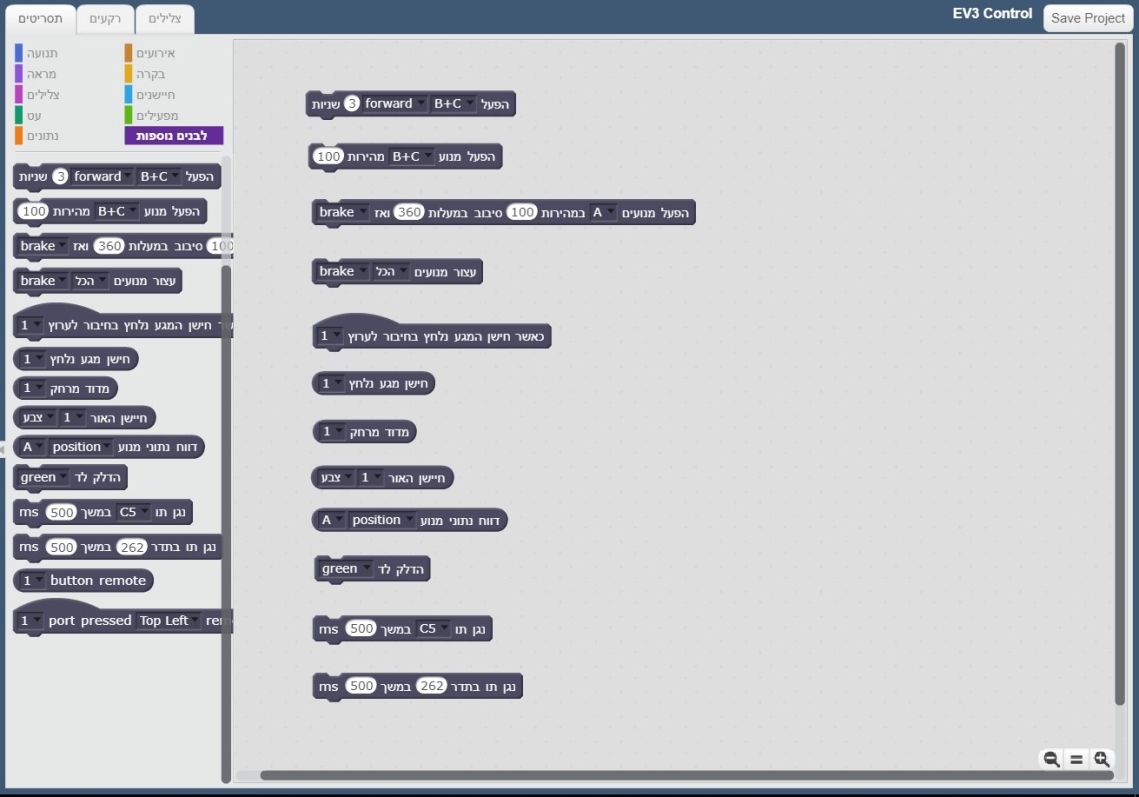 תסריטים
רקעים
צלילים
EV3 Control
Save Project
תנועה
אירועים
מראה
בקרה
צלילים
חיישנים
עט
מפעילים
נתונים
לבנים נוספות
הפעל B+C forward 3 שניות
הפעל מנוע B+C מהירות 100
100 סיבוב במעלות 360 ואז brake
עצור מנועים הכל brake
חישן המגע נלחץ בחיבור לערוץ 1
חישן מגע נלחץ 1
מדוד מרחק 1
חיישן האור 1 צבע
דווח נתוני מנוע position A
הדלק לד green
נגן תו C5 במשך 500 ms
נגן תו בתדר 262 במשך 500 ms
1 button remote
1 port pressed Top Left
הפעל B+C forward 3 שניות
הפעל מנוע B+C מהירות 100
הפעל מנועים A במהירות 100 סיבוב במעלות 360 ואז brake
עצור מנועים הכל brake
כאשר חישן המגע נלחץ בחיבור לערוץ 1
חישן מגע נלחץ 1
מדוד מרחק 1
חיישן האור 1 צבע
דווח נתוני מנוע position A
הדלק לד green
נגן תו C5 במשך 500 ms
נגן תו בתדר 262 במשך 500 ms